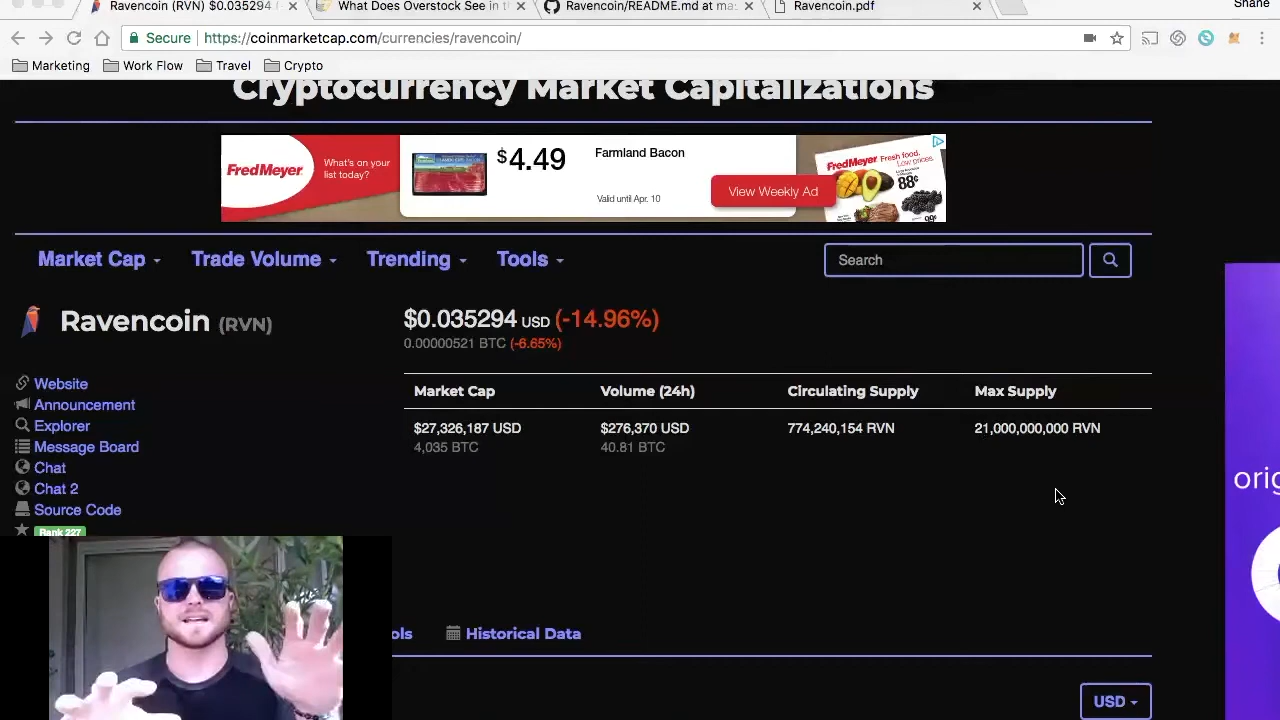 Ravencoin (RVN) $0.035294 (
What Does Overstock See in t
Ravencoin/README.md at ma
Ravencoin.pdf
Shane
Secure
https://coinmarketcap.com/currencies/ravencoin/
Marketing
Work Flow
Travel
Crypto
Cryptocurrency Market Capitalizations
FredMeyer
What's on your
list today?
$4.49
Farmland Bacon
Valid until Apr. 10
View Weekly Ad
FredMeyer
Fresh food.
Low prices.
88¢
99¢
Market Cap
Trade Volume
Trending
Tools
Search
Ravencoin (RVN)
$0.035294 USD (-14.96%)
0.00000521 BTC (-6.65%)
Website
Announcement
Explorer
Message Board
Chat
Chat 2
Source Code
Rank 227
Market Cap
Volume (24h)
Circulating Supply
Max Supply
$27,326,187 USD
4,035 BTC
$276,370 USD
40.81 BTC
774,240,154 RVN
21,000,000,000 RVN
orig
ols
Historical Data
USD